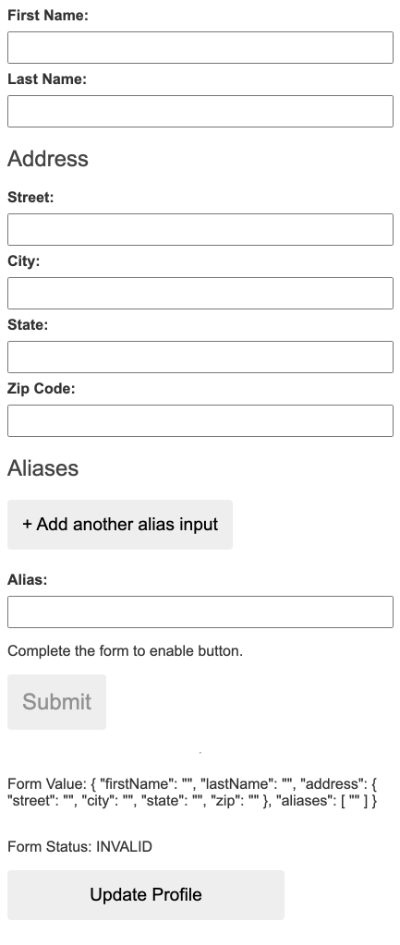 First Name:
Last Name:
Address
Street:
City:
State:
Zip Code:
Aliases
+ Add another alias input
Alias:
Complete the form to enable button.
Submit
Form Value: { "firstName": "", "lastName": "", "address": {
"street": "", "city": "", "state": "", "zip": "" }, "aliases": [ "" ] }
Form Status: INVALID
Update Profile